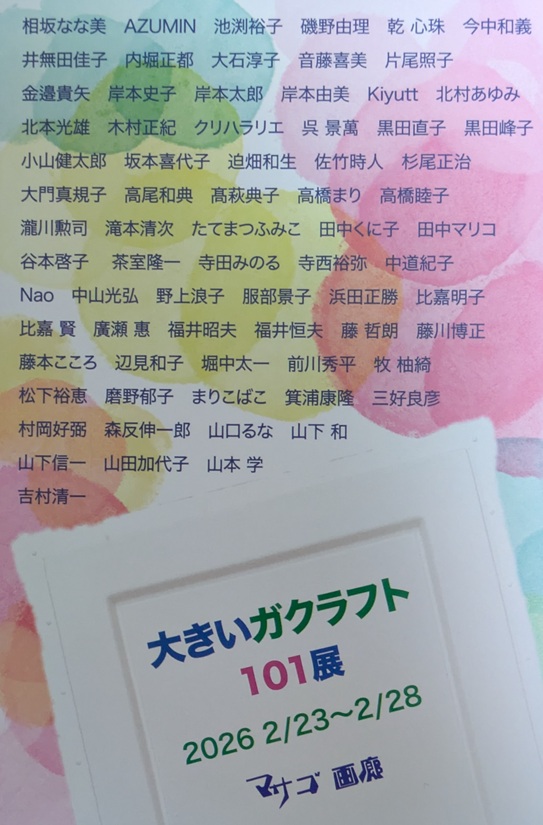 相坂なな美 AZUMIN 池渕裕子 磯野由理 乾 心珠 今中和義
井無田佳子 内堀正都 大石淳子 音藤喜美 片尾照子
金邉貴矢 岸本史子 岸本太郎 岸本由美 Kiyutt 北村あゆみ
北本光雄 木村正紀 クリハラリエ 呉 景萬 黒田直子 黒田峰子
小山健太郎 坂本喜代子 迫畑和生 佐竹時人 杉尾正治
大門真規子 高尾和典 髙萩典子 高橋まり 高橋睦子
瀧川勲司 滝本清次 たてまつふみこ 田中くに子 田中マリコ
谷本啓子 茶室隆一 寺田みのる 寺西裕弥 中道紀子
Nao 中山光弘 野上浪子 服部景子 浜田正勝 比嘉明子
比嘉 賢 廣瀬 惠 福井昭夫 福井恒夫 藤 哲朗 藤川博正
藤本こころ 辺見和子 堀中太一 前川秀平 牧 柚綺
松下裕恵 磨野郁子 まりこばこ 箕浦康隆 三好良彦
村岡好弼 森反伸一郎 山口るな 山下 和
山下信一 山田加代子 山本 学
吉村清一
大きいガクラフト
101展
2026 2/23〜2/28
マサゴ 画廊